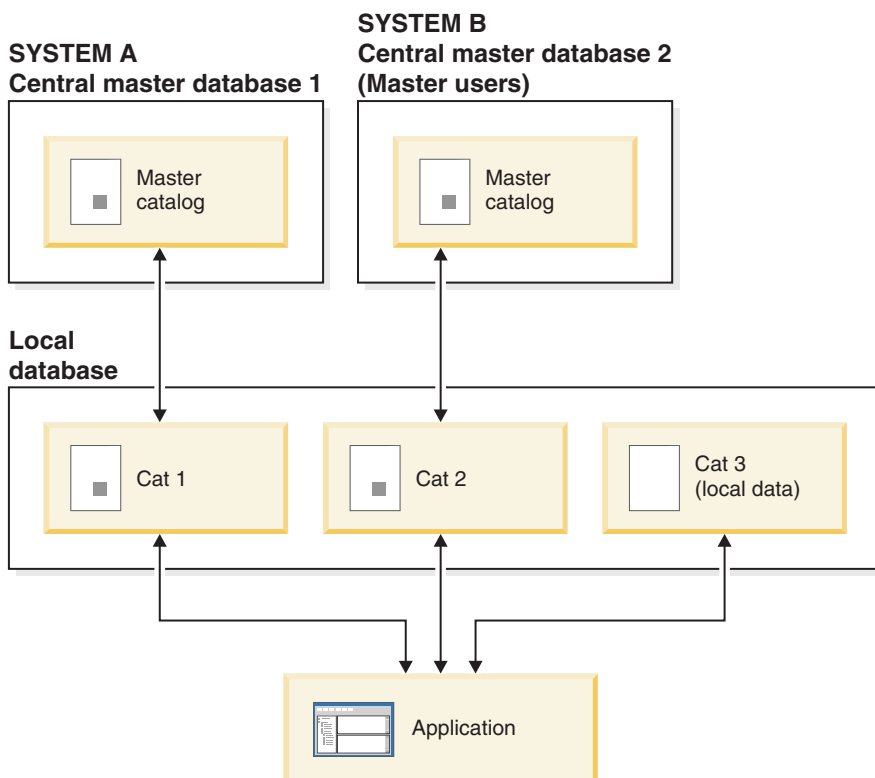 SYSTEM A
Central master database 1
SYSTEM B
Central master database 2
(Master users)
Master
catalog
Master
catalog
Local
database
Cat 1
Cat 2
Cat 3
(local data)
Application